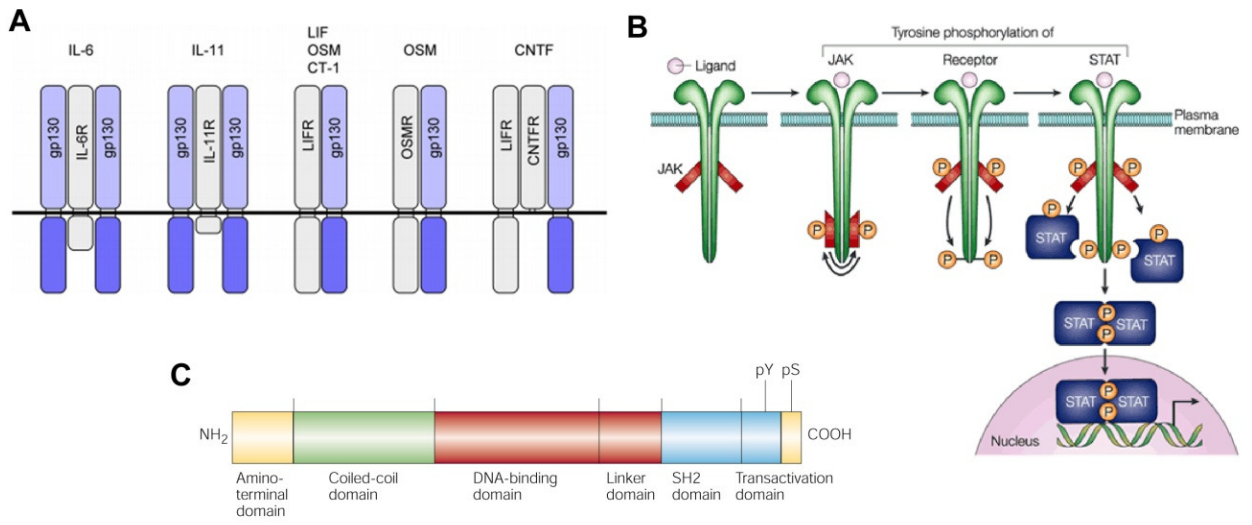 A
IL-6
IL-11
LIF
OSM
CT-1
OSM
CNTF
gp130
IL-6R
gp130
gp130
IL-11R
gp130
LIFR
gp130
OSMR
gp130
LIFR
CNTFR
gp130
B
Tyrosine phosphorylation of
Ligand
JAK
Receptor
STAT
Plasma
membrane
JAK
P
P
P
P
P
P
P
P
P
P
STAT
P
P
P
STAT
STAT
P
P
STAT
STAT
P
P
STAT
Nucleus
C
pY
pS
NH2
COOH
Amino-
terminal
domain
Coiled-coil
domain
DNA-binding
domain
Linker
domain
SH2
domain
Transactivation
domain